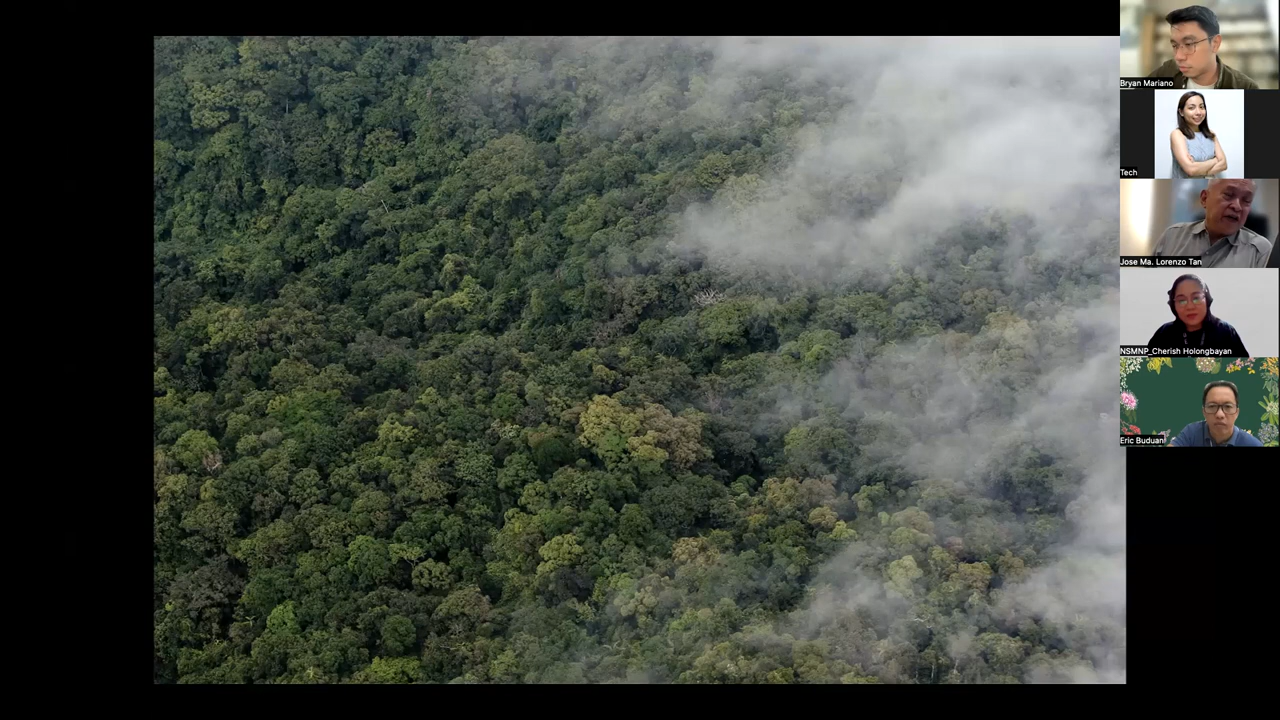 Bryan Mariano
Tech
Jose Ma. Lorenzo Tan
NSMNP_Cherish Holongbayan
Eric Buduan